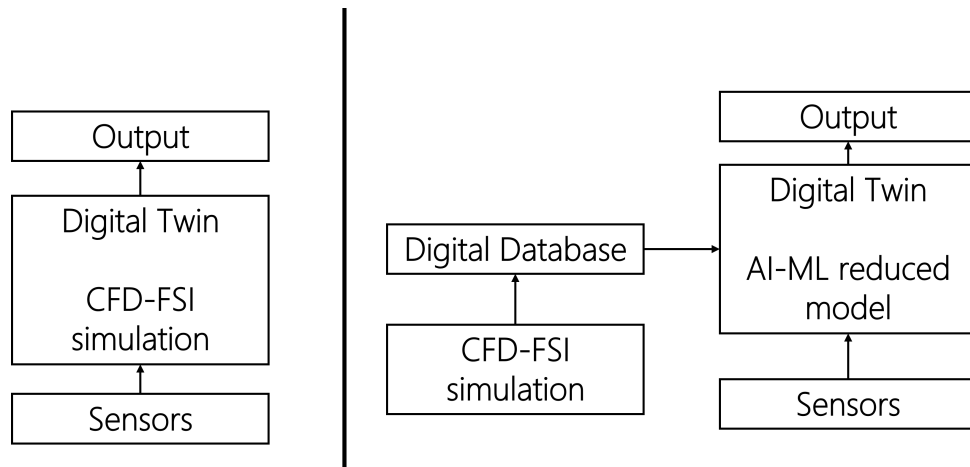 Output
Digital Twin
CFD-FSI
simulation
Sensors
Digital Database
CFD-FSI
simulation
Output
Digital Twin
AI-ML reduced
model
Sensors